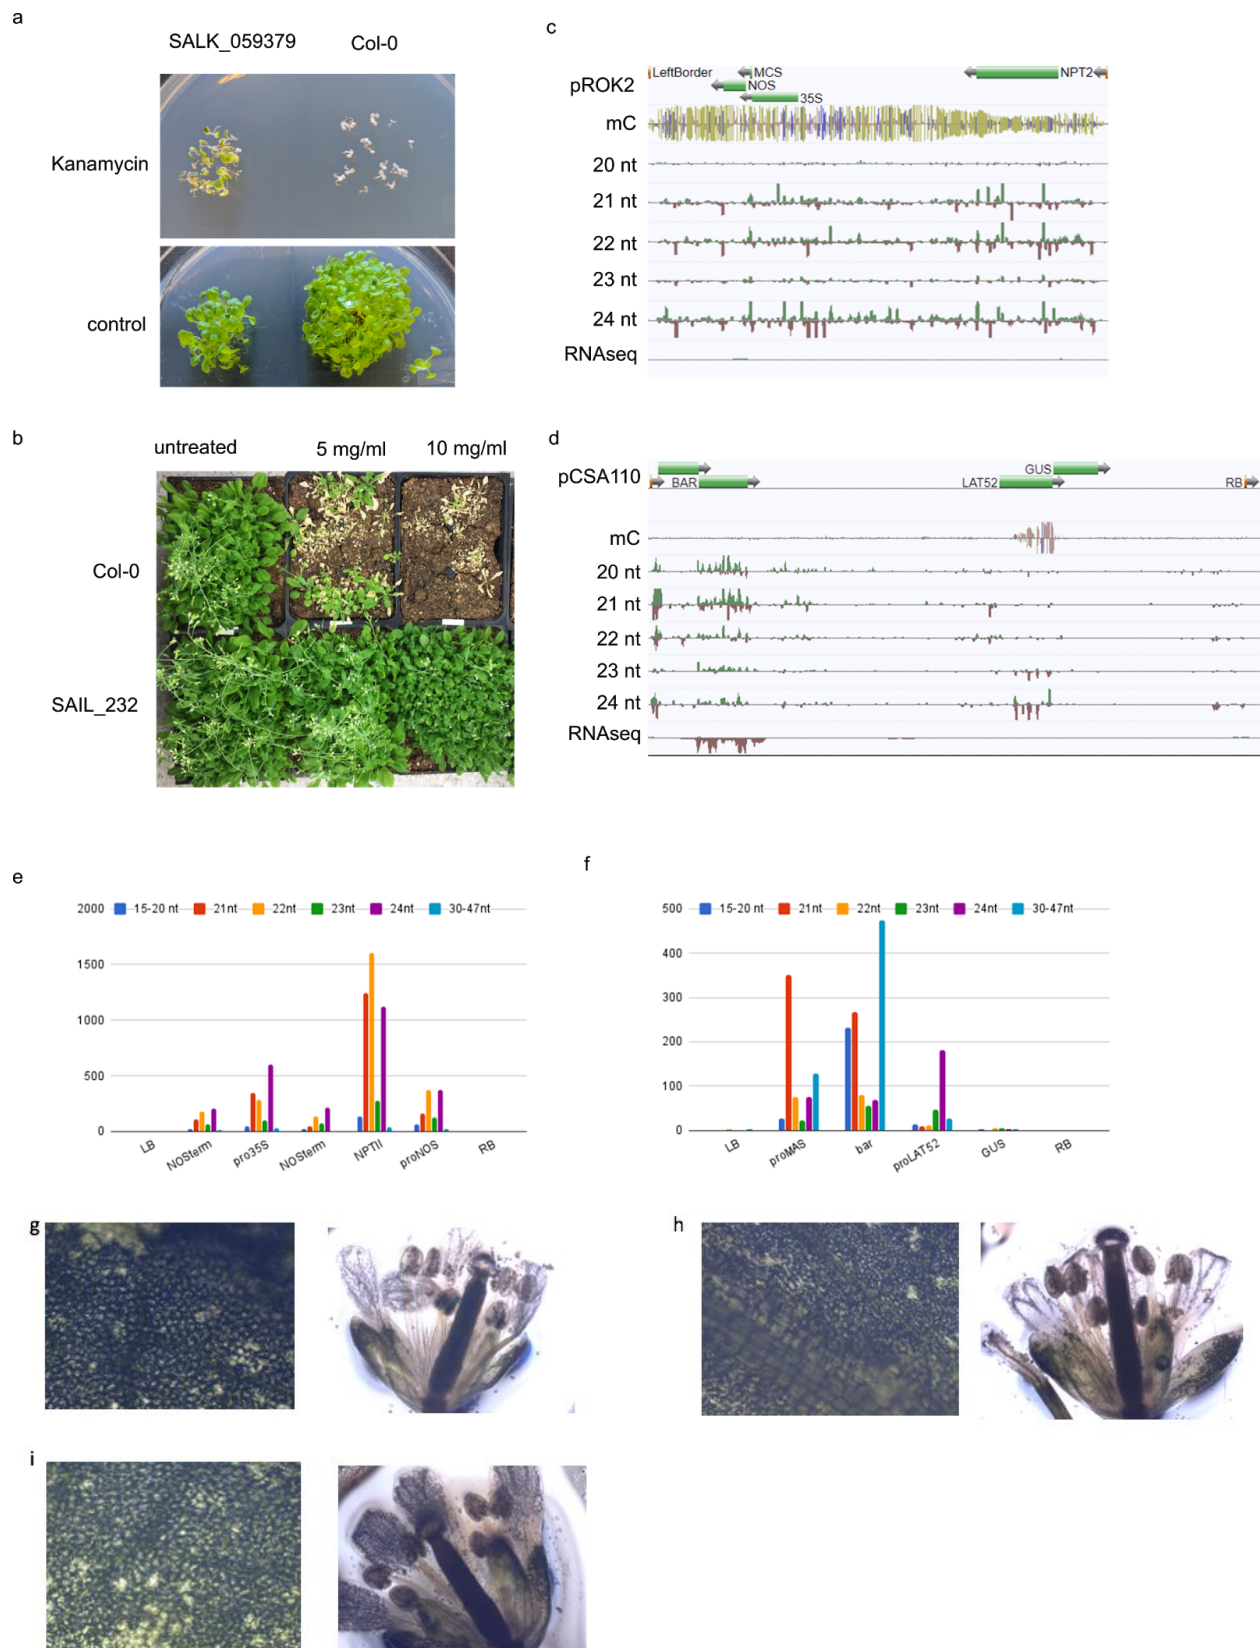 a
SALK_059379 Col-0
Kanamycin
control
b
untreated 5 mg/ml 10 mg/ml
Col-0
SAIL_232
c
pROK2
LeftBorder MCS NPT2
NOS
35S
mC
20 nt
21 nt
22 nt
23 nt
24 nt
RNAseq
d
pCSA110
GUS
BAR LAT52 RB
mC
20 nt
21 nt
22 nt
23 nt
24 nt
RNAseq
e
2000 15-20 nt 21nt 22nt 23nt 24nt 30-47nt
1500
1000
500
0
LB NOSterm pro35S NOSterm NPTII proNOS RB
f
500 15-20 nt 21nt 22nt 23nt 24nt 30-47nt
400
300
200
100
0
LB proMAS bar proLAT52 GUS RB
g
h
i